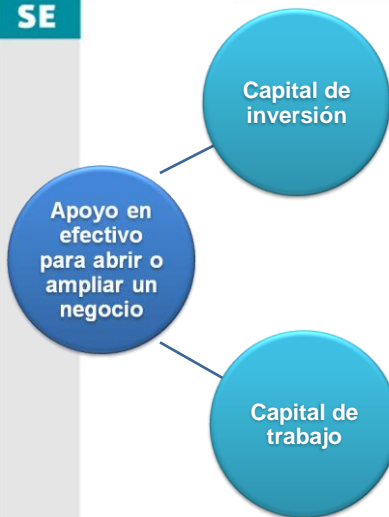 SE
Capital de
inversión
Apoyo en
efectivo
para abrir o
ampliar un
negocio
Capital de
trabajo